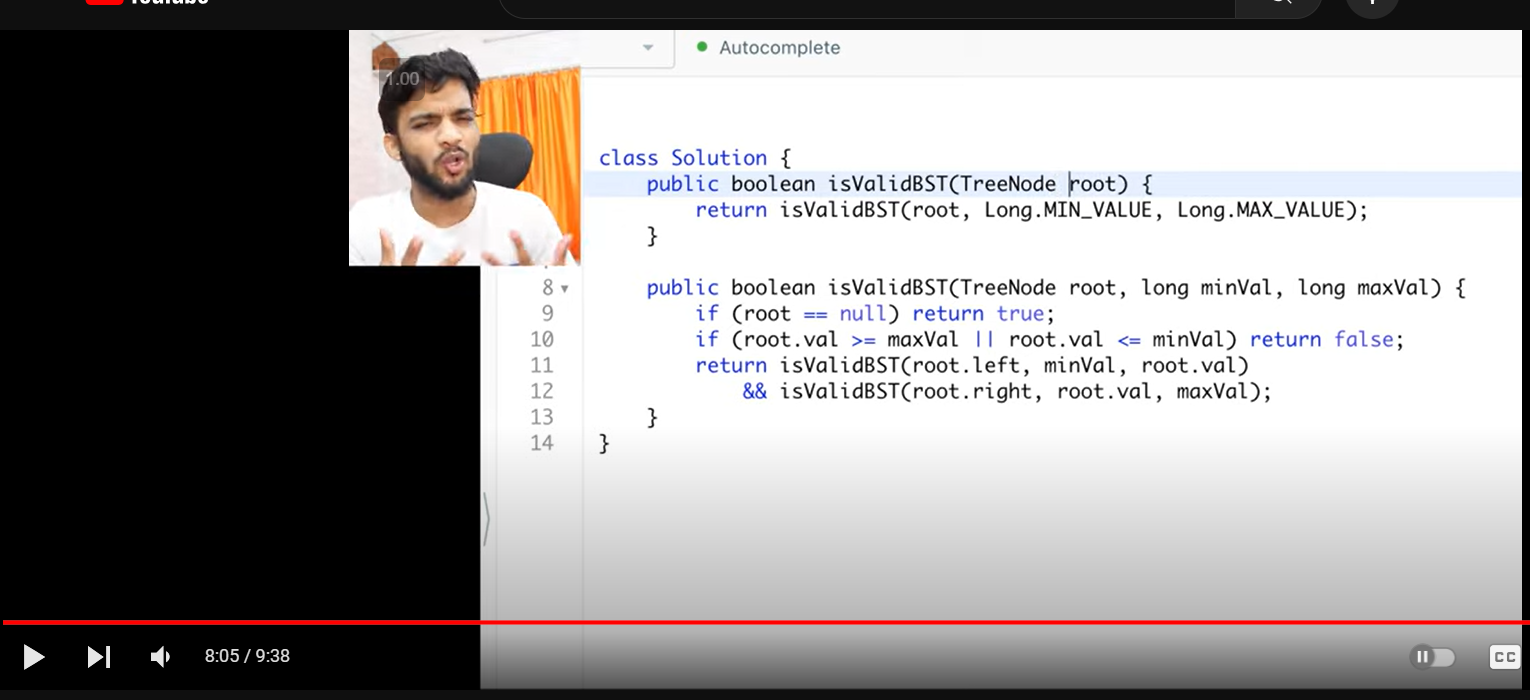 YouTube
Autocomplete
1.00
class Solution {
public boolean isValidBST(TreeNode root) {
return isValidBST(root, Long.MIN_VALUE, Long.MAX_VALUE);
}
8 public boolean isValidBST(TreeNode root, long minVal, long maxVal) {
9 if (root == null) return true;
10 if (root.val >= maxVal || root.val <= minVal) return false;
11 return isValidBST(root.left, minVal, root.val)
12 && isValidBST(root.right, root.val, maxVal);
13 }
14 }
8:05 / 9:38
CC